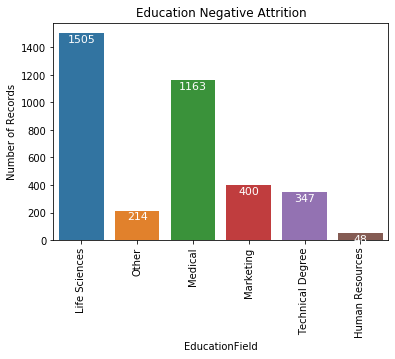 Education Negative Attrition
Number of Records
1400
1200
1000
800
600
400
200
0
1505
214
1163
400
347
48
Life Sciences
Other
Medical
Marketing
Technical Degree
Human Resources
EducationField